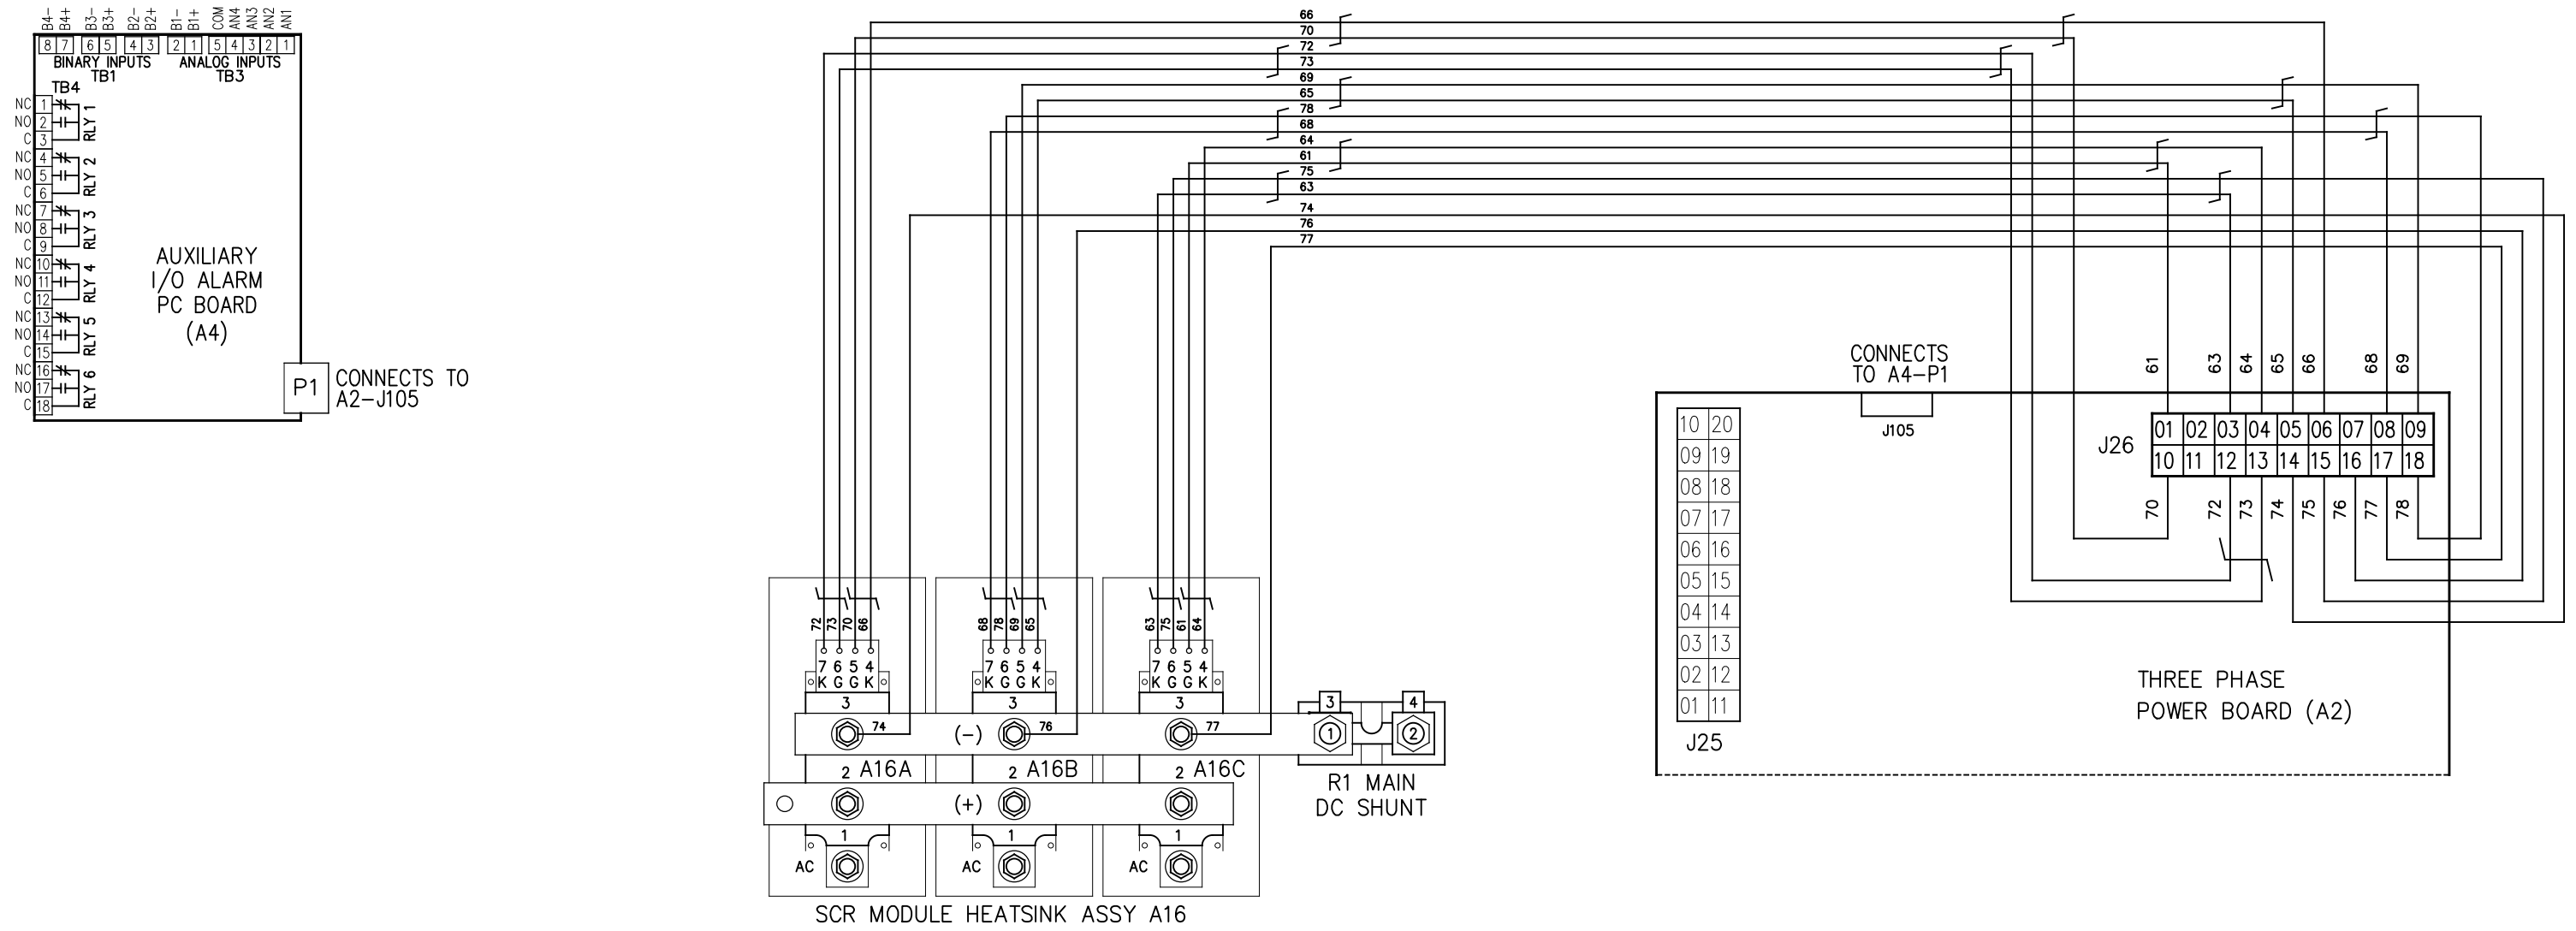 B4- B4+ B3- B3+ B2- B2+ B1- B1+ COM AN4 AN3 AN2 AN1
8 7 6 5 4 3 2 1 5 4 3 2 1
BINARY INPUTS ANALOG INPUTS
TB1 TB3
TB4
NC 1
NO 2
C 3
RLY 1
NC 4
NO 5
C 6
RLY 2
NC 7
NO 8
C 9
RLY 3
NC 10
NO 11
C 12
RLY 4
NC 13
NO 14
C 15
RLY 5
NC 16
NO 17
C 18
RLY 6
AUXILIARY
I/O ALARM
PC BOARD
(A4)
P1
CONNECTS TO
A2-J105
66
70
72
73
69
65
78
68
64
61
75
63
74
76
77
72 73 70 66
7 6 5 4
K G G K
3
74
2 A16A
1
AC
68 78 69 65
7 6 5 4
K G G K
3
(-) 76
2 A16B
(+)
1
AC
63 75 61 64
7 6 5 4
K G G K
3
77
2 A16C
1
AC
SCR MODULE HEATSINK ASSY A16
3 4
1 2
R1 MAIN
DC SHUNT
CONNECTS
TO A4-P1
J105
10 20
09 19
08 18
07 17
06 16
05 15
04 14
03 13
02 12
01 11
J25
61 63 64 65 66 68 69
J26
01 02 03 04 05 06 07 08 09
10 11 12 13 14 15 16 17 18
70 72 73 74 75 76 77 78
THREE PHASE
POWER BOARD (A2)